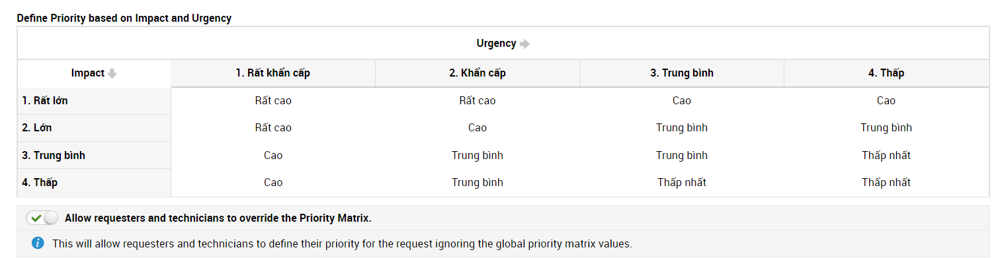 Define Priority based on Impact and Urgency
Urgency
Impact 1. Rất khẩn cấp 2. Khẩn cấp 3. Trung bình 4. Thấp
1. Rất lớn Rất cao Rất cao Cao Cao
2. Lớn Rất cao Cao Trung bình Trung bình
3. Trung bình Cao Trung bình Trung bình Thấp nhất
4. Thấp Cao Trung bình Thấp nhất Thấp nhất
Allow requesters and technicians to override the Priority Matrix.
This will allow requesters and technicians to define their priority for the request ignoring the global priority matrix values.